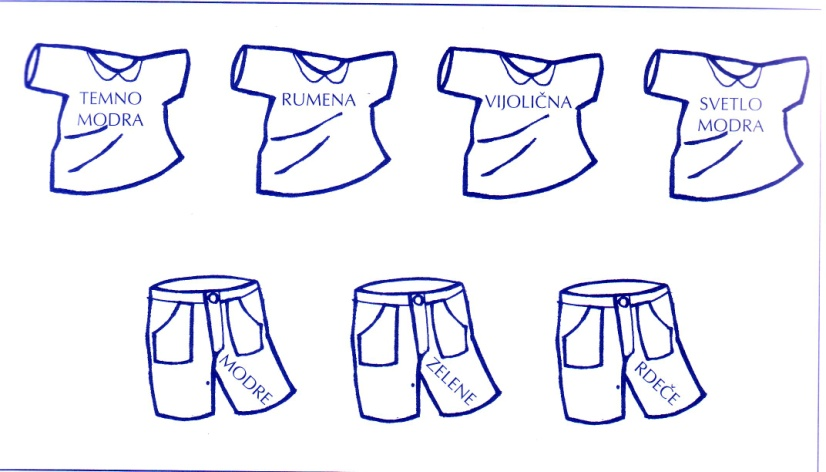 TEMNO
MODRA
RUMENA
VIJOLIČNA
SVETLO
MODRA
MODRE
ZELENE
RDEČE